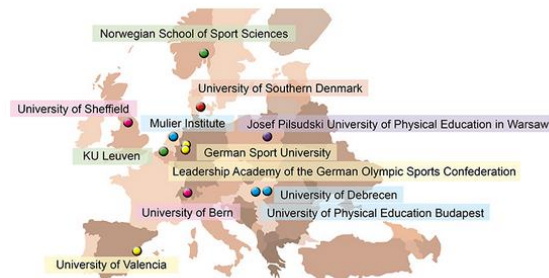 Norwegian School of Sport Sciences
University of Southern Denmark
University of Sheffield
Mulier Institute
Josef Pilsudski University of Physical Education in Warsaw
KU Leuven
German Sport University
Leadership Academy of the German Olympic Sports Confederation
University of Debrecen
University of Bern
University of Physical Education Budapest
University of Valencia